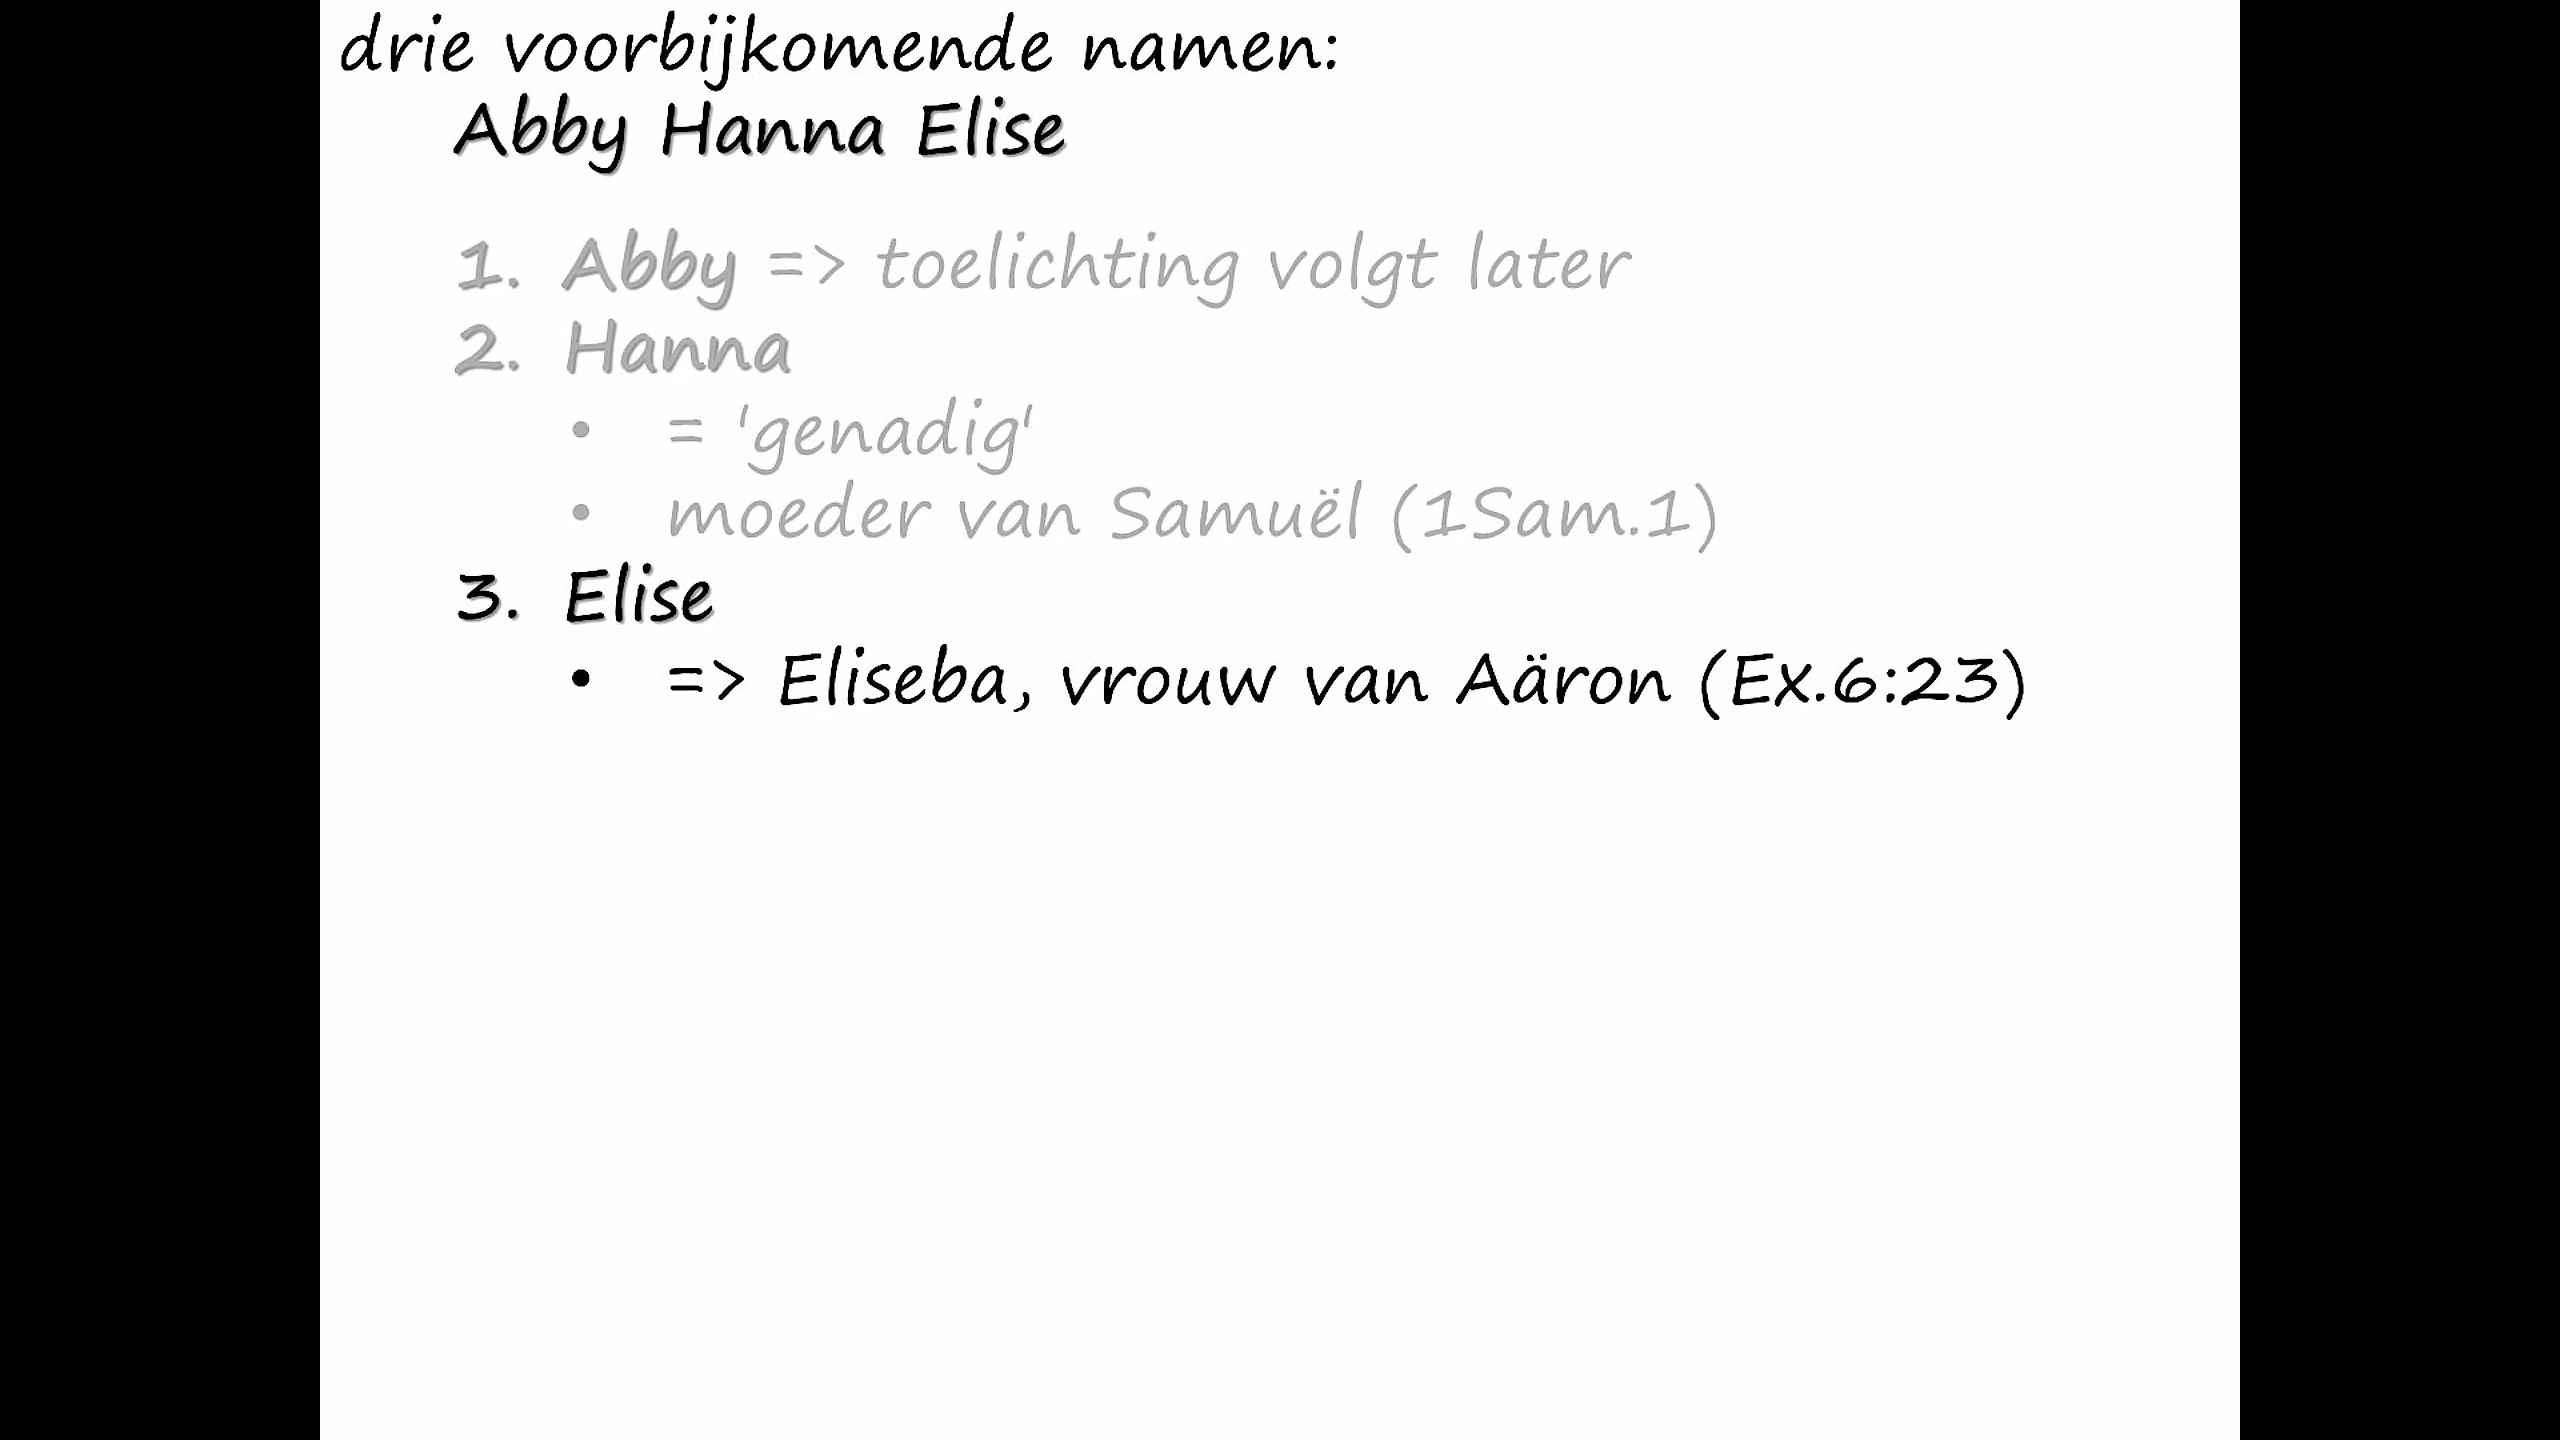 drie voorbijkomende namen:
Abby Hanna Elise
1. Abby => toelichting volgt later
2. Hanna
• = 'genadig'
• moeder van Samuël (1Sam.1)
3. Elise
• => Eliseba, vrouw van Aäron (Ex.6:23)